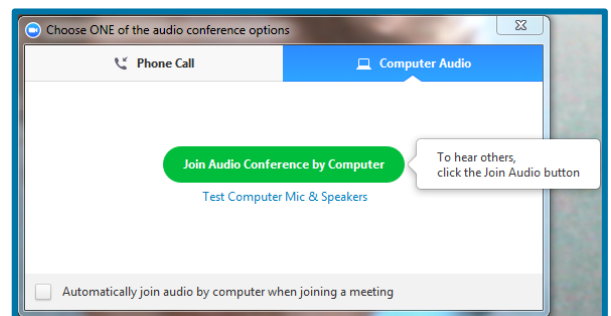 Choose ONE of the audio conference options
Phone Call
Computer Audio
Join Audio Conference by Computer
To hear others,
click the Join Audio button
Test Computer Mic & Speakers
Automatically join audio by computer when joining a meeting